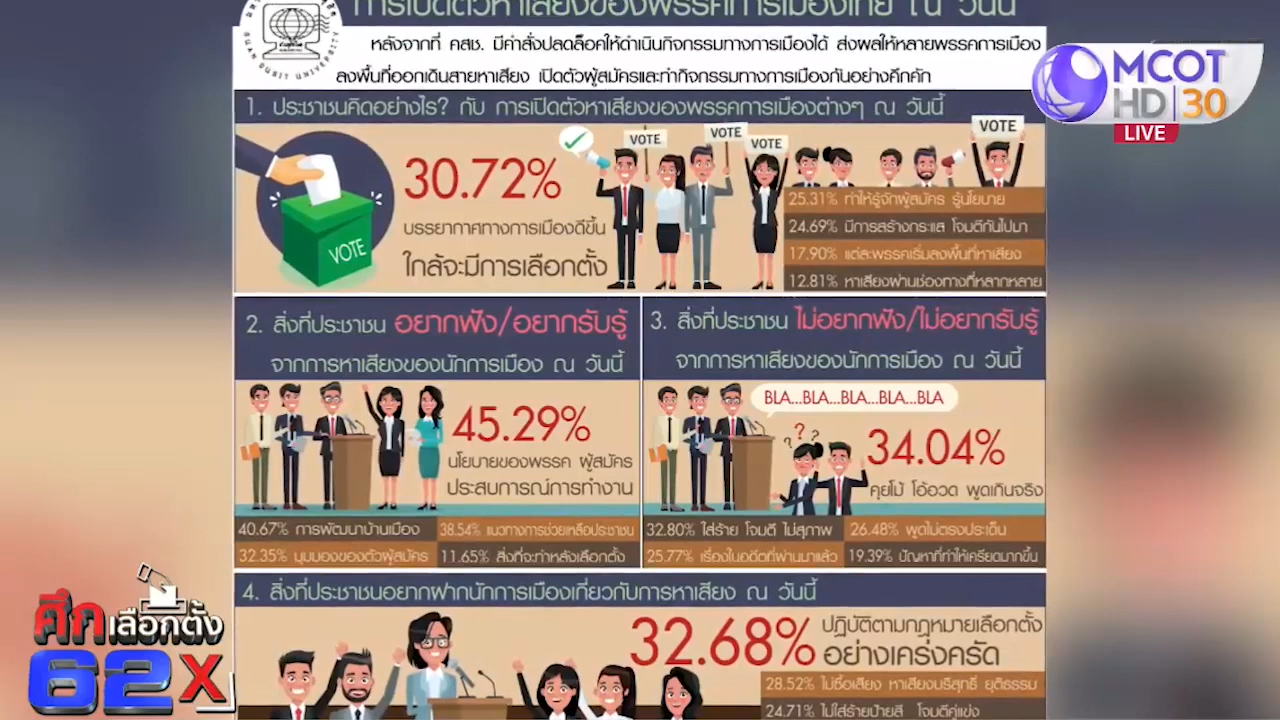 การเปิดตัวหาเสียงของพรรคการเมืองไทย ณ วันนี้
SUAN DUSIT UNIVERSITY
หลังจากที่ คสช. มีคำสั่งปลดล็อคให้ดำเนินกิจกรรมทางการเมืองได้ ส่งผลให้หลายพรรคการเมือง
ลงพื้นที่ออกเดินสายหาเสียง เปิดตัวผู้สมัครและทำกิจกรรมทางการเมืองกันอย่างคึกคัก
MCOT
HD 30
LIVE
1. ประชาชนคิดอย่างไร? กับ การเปิดตัวหาเสียงของพรรคการเมืองต่างๆ ณ วันนี้
VOTE
VOTE
VOTE
VOTE
VOTE
30.72%
บรรยากาศทางการเมืองดีขึ้น
ใกล้จะมีการเลือกตั้ง
25.31% ทำให้รู้จักผู้สมัคร รู้นโยบาย
24.69% มีการสร้างกระแส โจมตีกันไปมา
17.90% แต่ละพรรคเริ่มลงพื้นที่หาเสียง
12.81% หาเสียงผ่านช่องทางที่หลากหลาย
2. สิ่งที่ประชาชน อยากฟัง/อยากรับรู้
จากการหาเสียงของนักการเมือง ณ วันนี้
45.29%
นโยบายของพรรค ผู้สมัคร
ประสบการณ์การทำงาน
40.67% การพัฒนาบ้านเมือง
38.54% แนวทางการช่วยเหลือประชาชน
32.35% มุมมองของตัวผู้สมัคร
11.65% สิ่งที่จะทำหลังเลือกตั้ง
3. สิ่งที่ประชาชน ไม่อยากฟัง/ไม่อยากรับรู้
จากการหาเสียงของนักการเมือง ณ วันนี้
BLA...BLA...BLA...BLA...BLA
? ? ?
34.04%
คุยโม้ โอ้อวด พูดเกินจริง
32.80% ใส่ร้าย โจมตี ไม่สุภาพ
26.48% พูดไม่ตรงประเด็น
25.77% เรื่องในอดีตที่ผ่านมาแล้ว
19.39% ปัญหาที่ทำให้เครียดมากขึ้น
4. สิ่งที่ประชาชนอยากฝากนักการเมืองเกี่ยวกับการหาเสียง ณ วันนี้
32.68%
ปฏิบัติตามกฎหมายเลือกตั้ง
อย่างเคร่งครัด
28.52% ไม่ซื้อเสียง หาเสียงบริสุทธิ์ ยุติธรรม
24.71% ไม่ใส่ร้ายป้ายสี โจมตีคู่แข่ง
ศึกเลือกตั้ง
62X